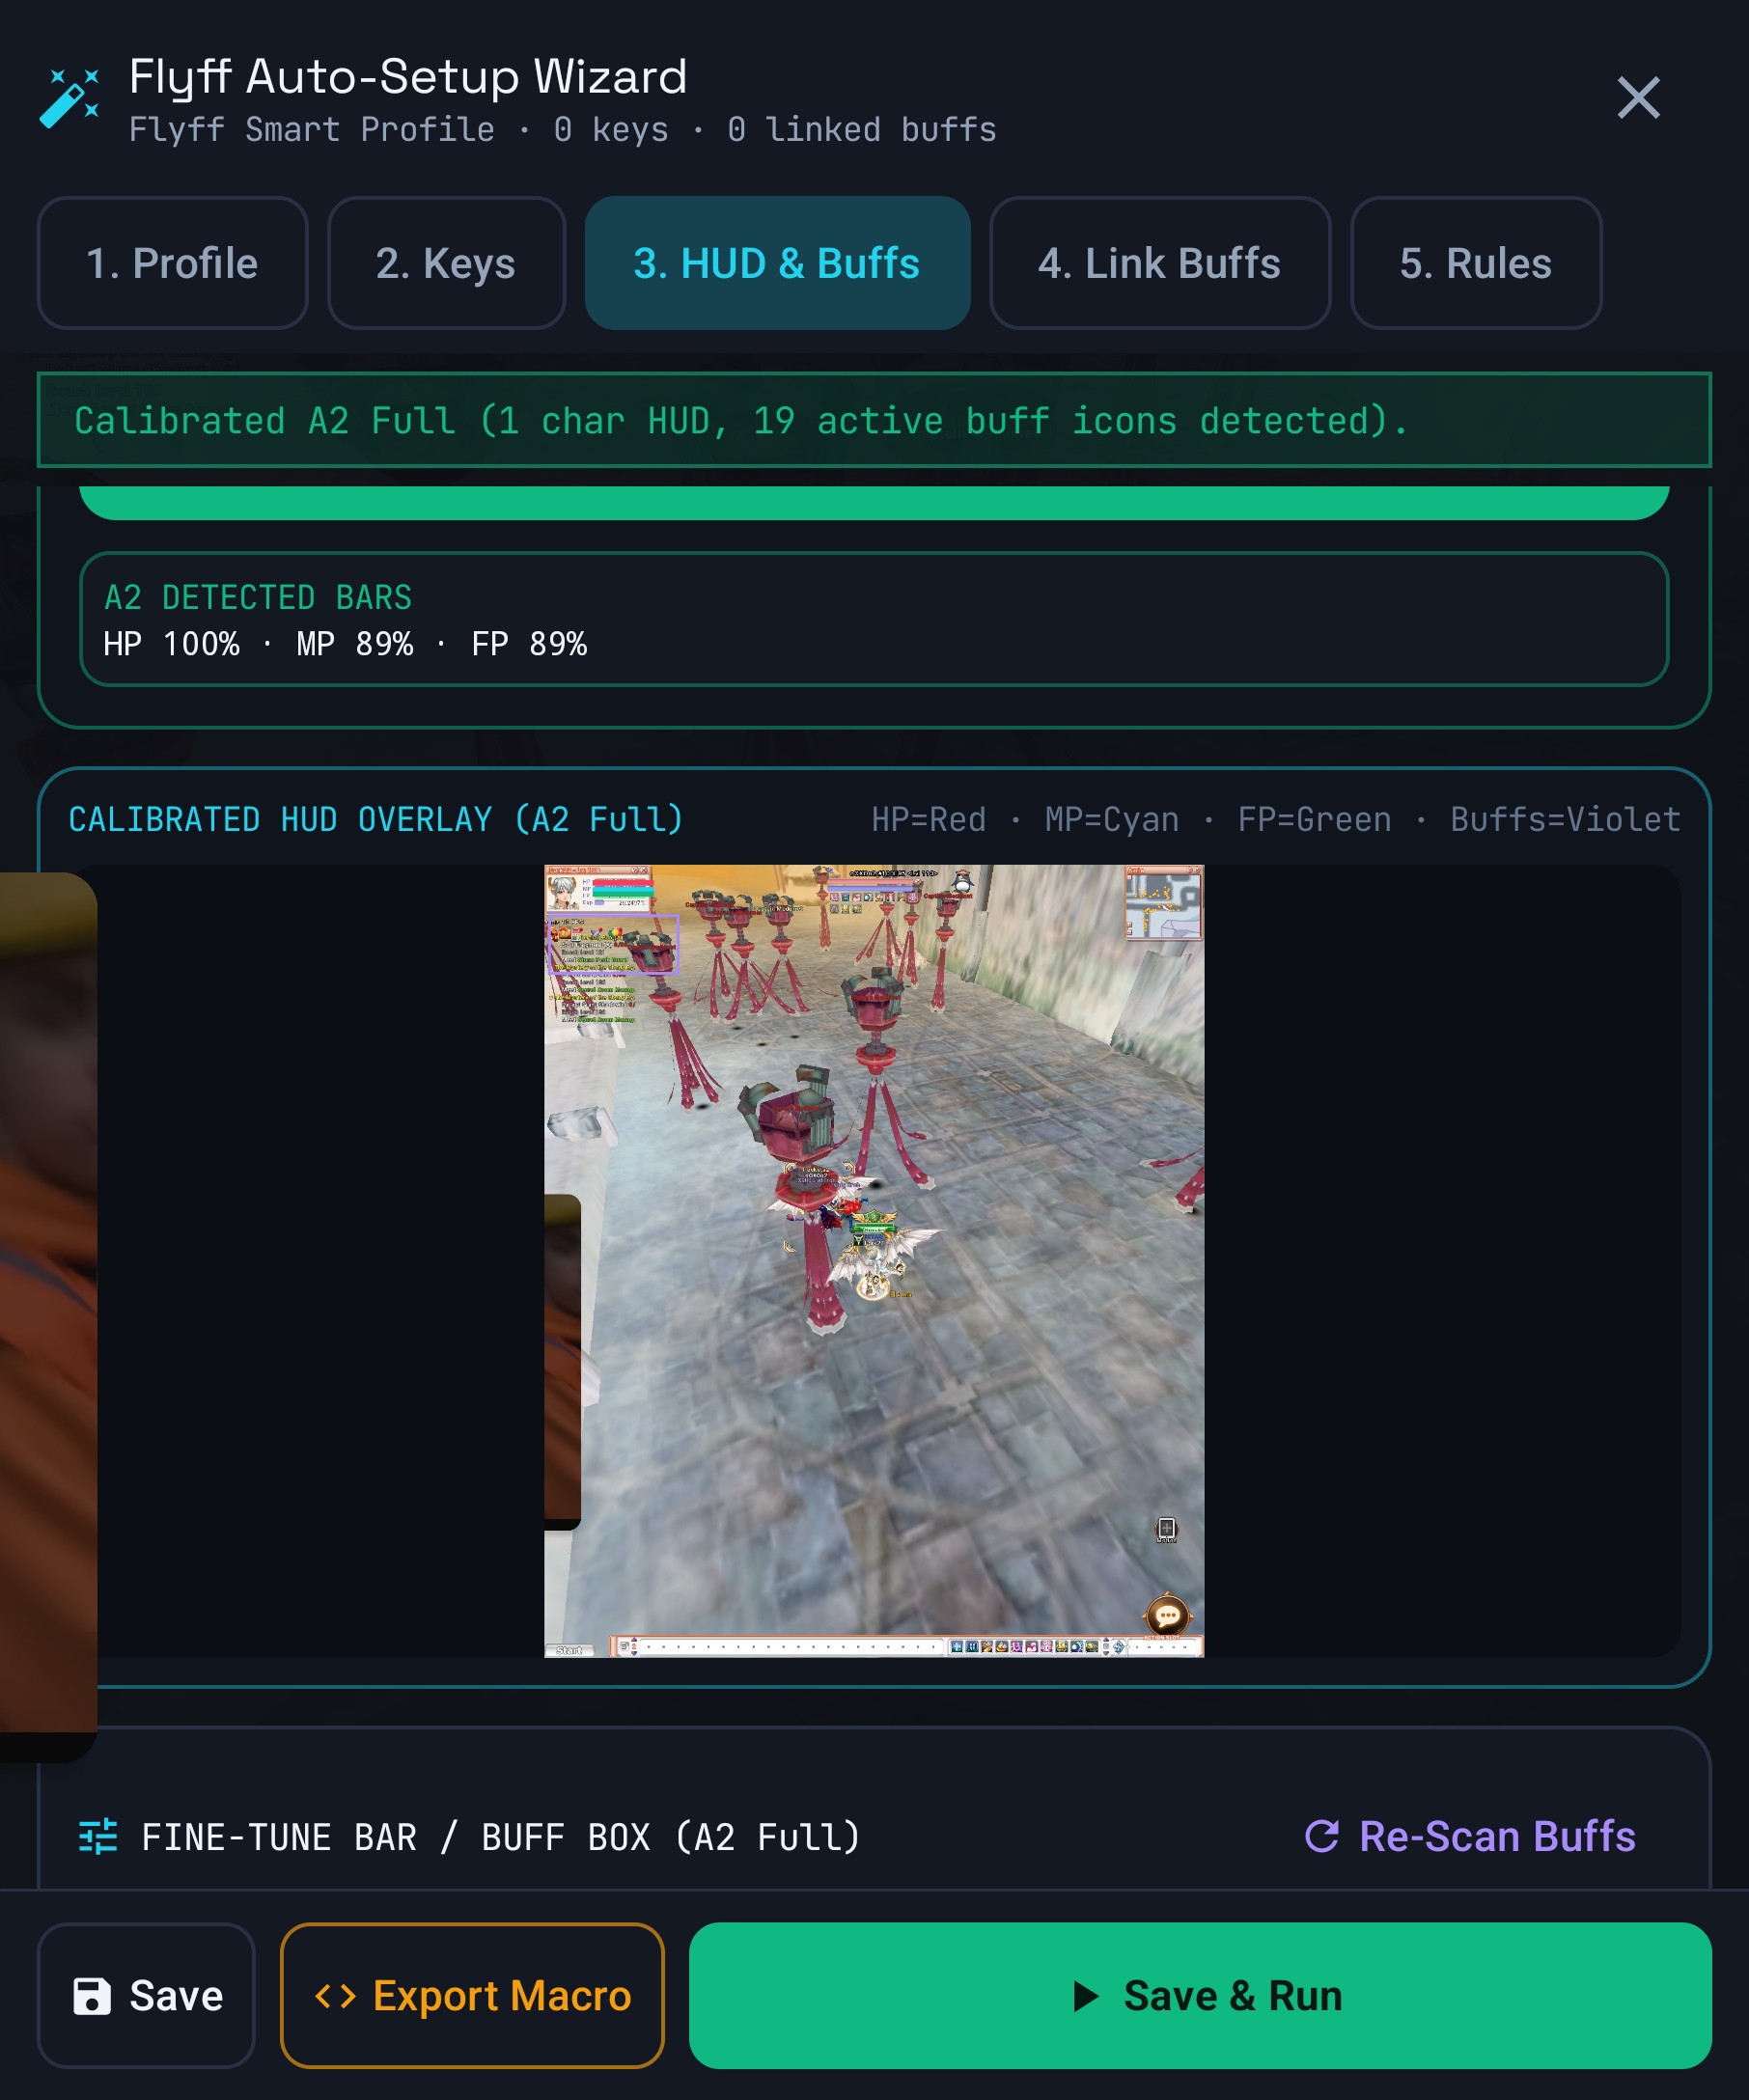 Flyff Auto-Setup Wizard
Flyff Smart Profile · 0 keys · 0 linked buffs
1. Profile
2. Keys
3. HUD & Buffs
4. Link Buffs
5. Rules
Calibrated A2 Full (1 char HUD, 19 active buff icons detected).
A2 DETECTED BARS
HP 100% · MP 89% · FP 89%
CALIBRATED HUD OVERLAY (A2 Full)
HP=Red · MP=Cyan · FP=Green · Buffs=Violet
Start
FINE-TUNE BAR / BUFF BOX (A2 Full)
Re-Scan Buffs
Save
Export Macro
Save & Run